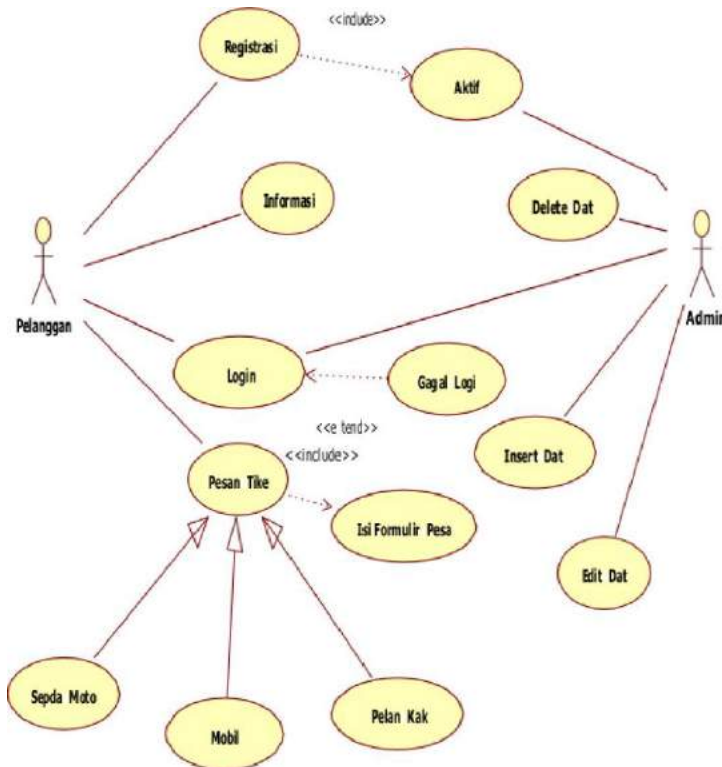 <<include>>
Registrasi
Aktif
Informasi
Delete Dat
Pelanggan
Admin
Login
Gagal Logi
<<e tend>>
<<include>>
Insert Dat
Pesan Tike
Isi Formulir Pesa
Edit Dat
Sepda Moto
Mobil
Pelan Kak